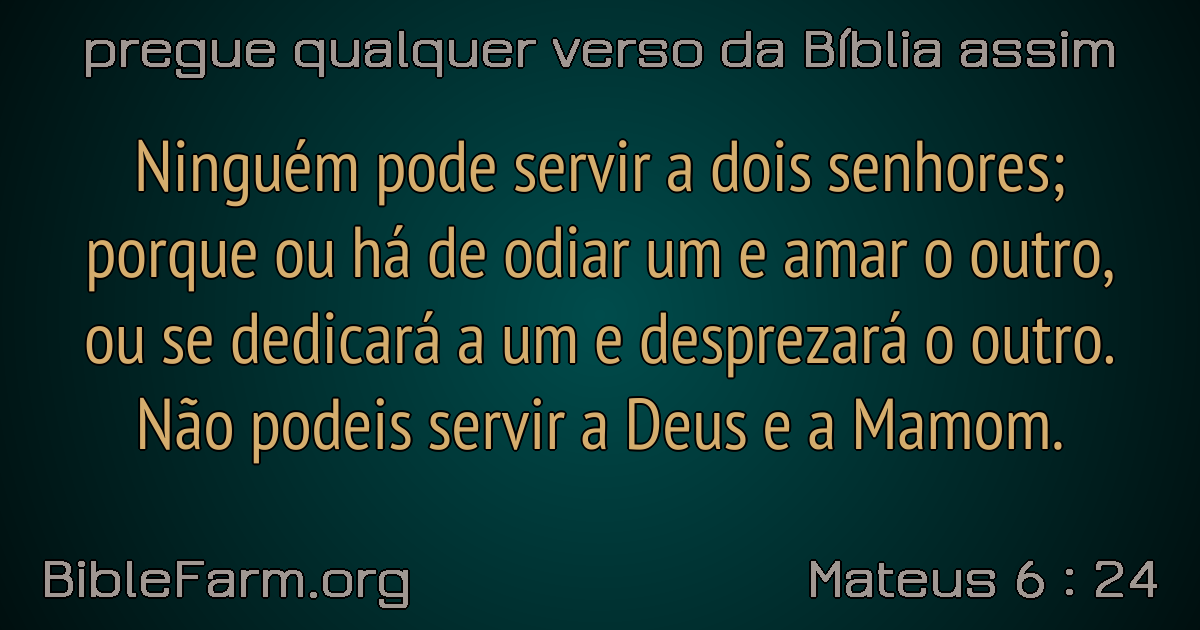 pregue qualquer verso da Bíblia assim
Ninguém pode servir a dois senhores;
porque ou há de odiar um e amar o outro,
ou se dedicará a um e desprezará o outro.
Não podeis servir a Deus e a Mamom.
BibleFarm.org
Mateus 6 : 24